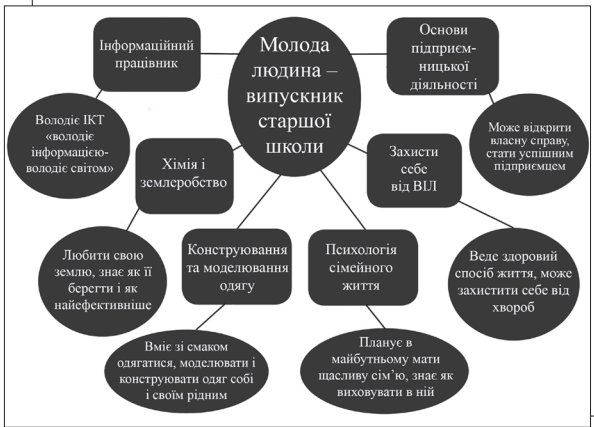 Молода
людина –
випускник
старшої
школи
Інформаційний
працівник
Основи
підприєм-
ницької
діяльності
Володіє ІКТ
«володіє
інформацією-
володіє світом»
Може відкрити
власну справу,
стати успішним
підприємцем
Хімія і
землеробство
Захисти
себе
від ВІЛ
Любити свою
землю, знає як її
берегти і як
найефективніше
Конструювання
та моделювання
одягу
Психологія
сімейного
життя
Веде здоровий
спосіб життя, може
захистити себе від
хвороб
Вміє зі смаком
одягатися, моделювати і
конструювати одяг собі
і своїм рідним
Планує в
майбутньому мати
щасливу сім’ю, знає як
виховувати в ній